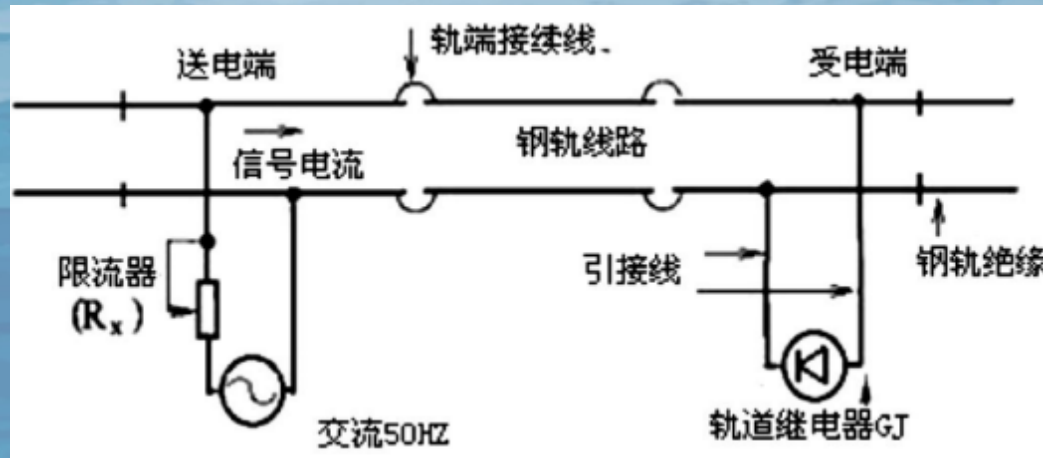 轨端接续线.
送电端
受电端
信号电流
钢轨线路
限流器
(Rx)
引接线
钢轨绝缘
交流50HZ
轨道继电器GJ